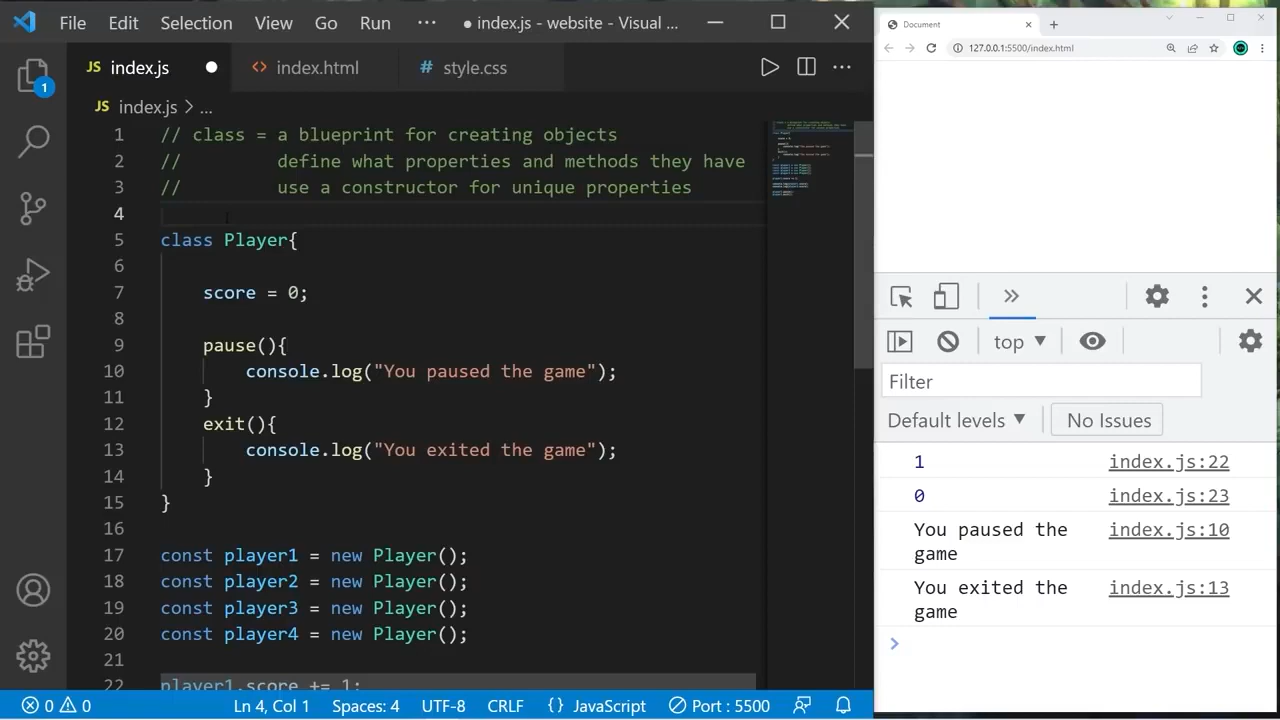 File Edit Selection View Go Run ··· ● index.js - website - Visual ...
JS index.js ● <> index.html # style.css ···
JS index.js > ...
1 // class = a blueprint for creating objects
2 //         define what properties and methods they have
3 //         use a constructor for unique properties
4
5 class Player{
6
7     score = 0;
8
9     pause(){
10         console.log("You paused the game");
11     }
12     exit(){
13         console.log("You exited the game");
14     }
15 }
16
17 const player1 = new Player();
18 const player2 = new Player();
19 const player3 = new Player();
20 const player4 = new Player();
21
22 player1.score += 1;
1
0 0 Ln 4, Col 1 Spaces: 4 UTF-8 CRLF {} JavaScript Port : 5500
Document
127.0.0.1:5500/index.html
top ▼
Filter
Default levels ▼ No Issues
1 index.js:22
0 index.js:23
You paused the index.js:10
game
You exited the index.js:13
game
>